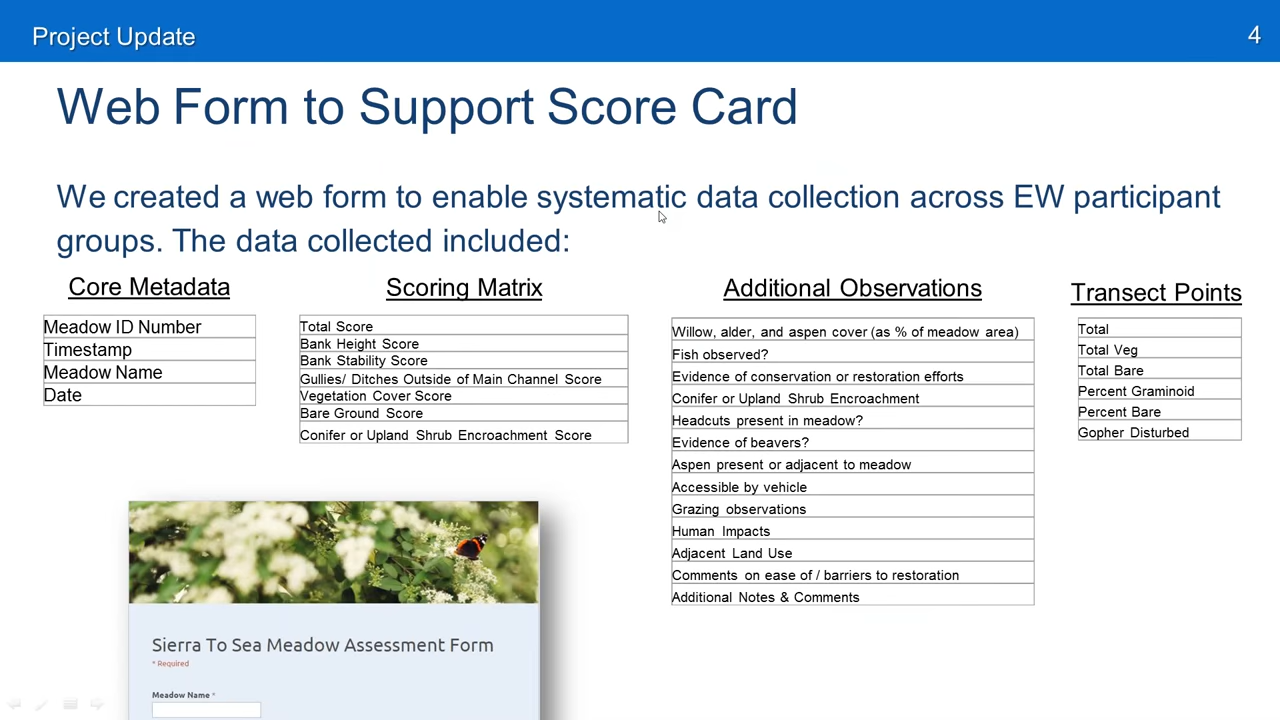 Project Update
4
Web Form to Support Score Card
We created a web form to enable systematic data collection across EW participant
groups. The data collected included:
Core Metadata
Meadow ID Number
Timestamp
Meadow Name
Date
Scoring Matrix
Total Score
Bank Height Score
Bank Stability Score
Gullies/ Ditches Outside of Main Channel Score
Vegetation Cover Score
Bare Ground Score
Conifer or Upland Shrub Encroachment Score
Additional Observations
Willow, alder, and aspen cover (as % of meadow area)
Fish observed?
Evidence of conservation or restoration efforts
Conifer or Upland Shrub Encroachment
Headcuts present in meadow?
Evidence of beavers?
Aspen present or adjacent to meadow
Accessible by vehicle
Grazing observations
Human Impacts
Adjacent Land Use
Comments on ease of / barriers to restoration
Additional Notes & Comments
Transect Points
Total
Total Veg
Total Bare
Percent Graminoid
Percent Bare
Gopher Disturbed
Sierra To Sea Meadow Assessment Form
* Required
Meadow Name *